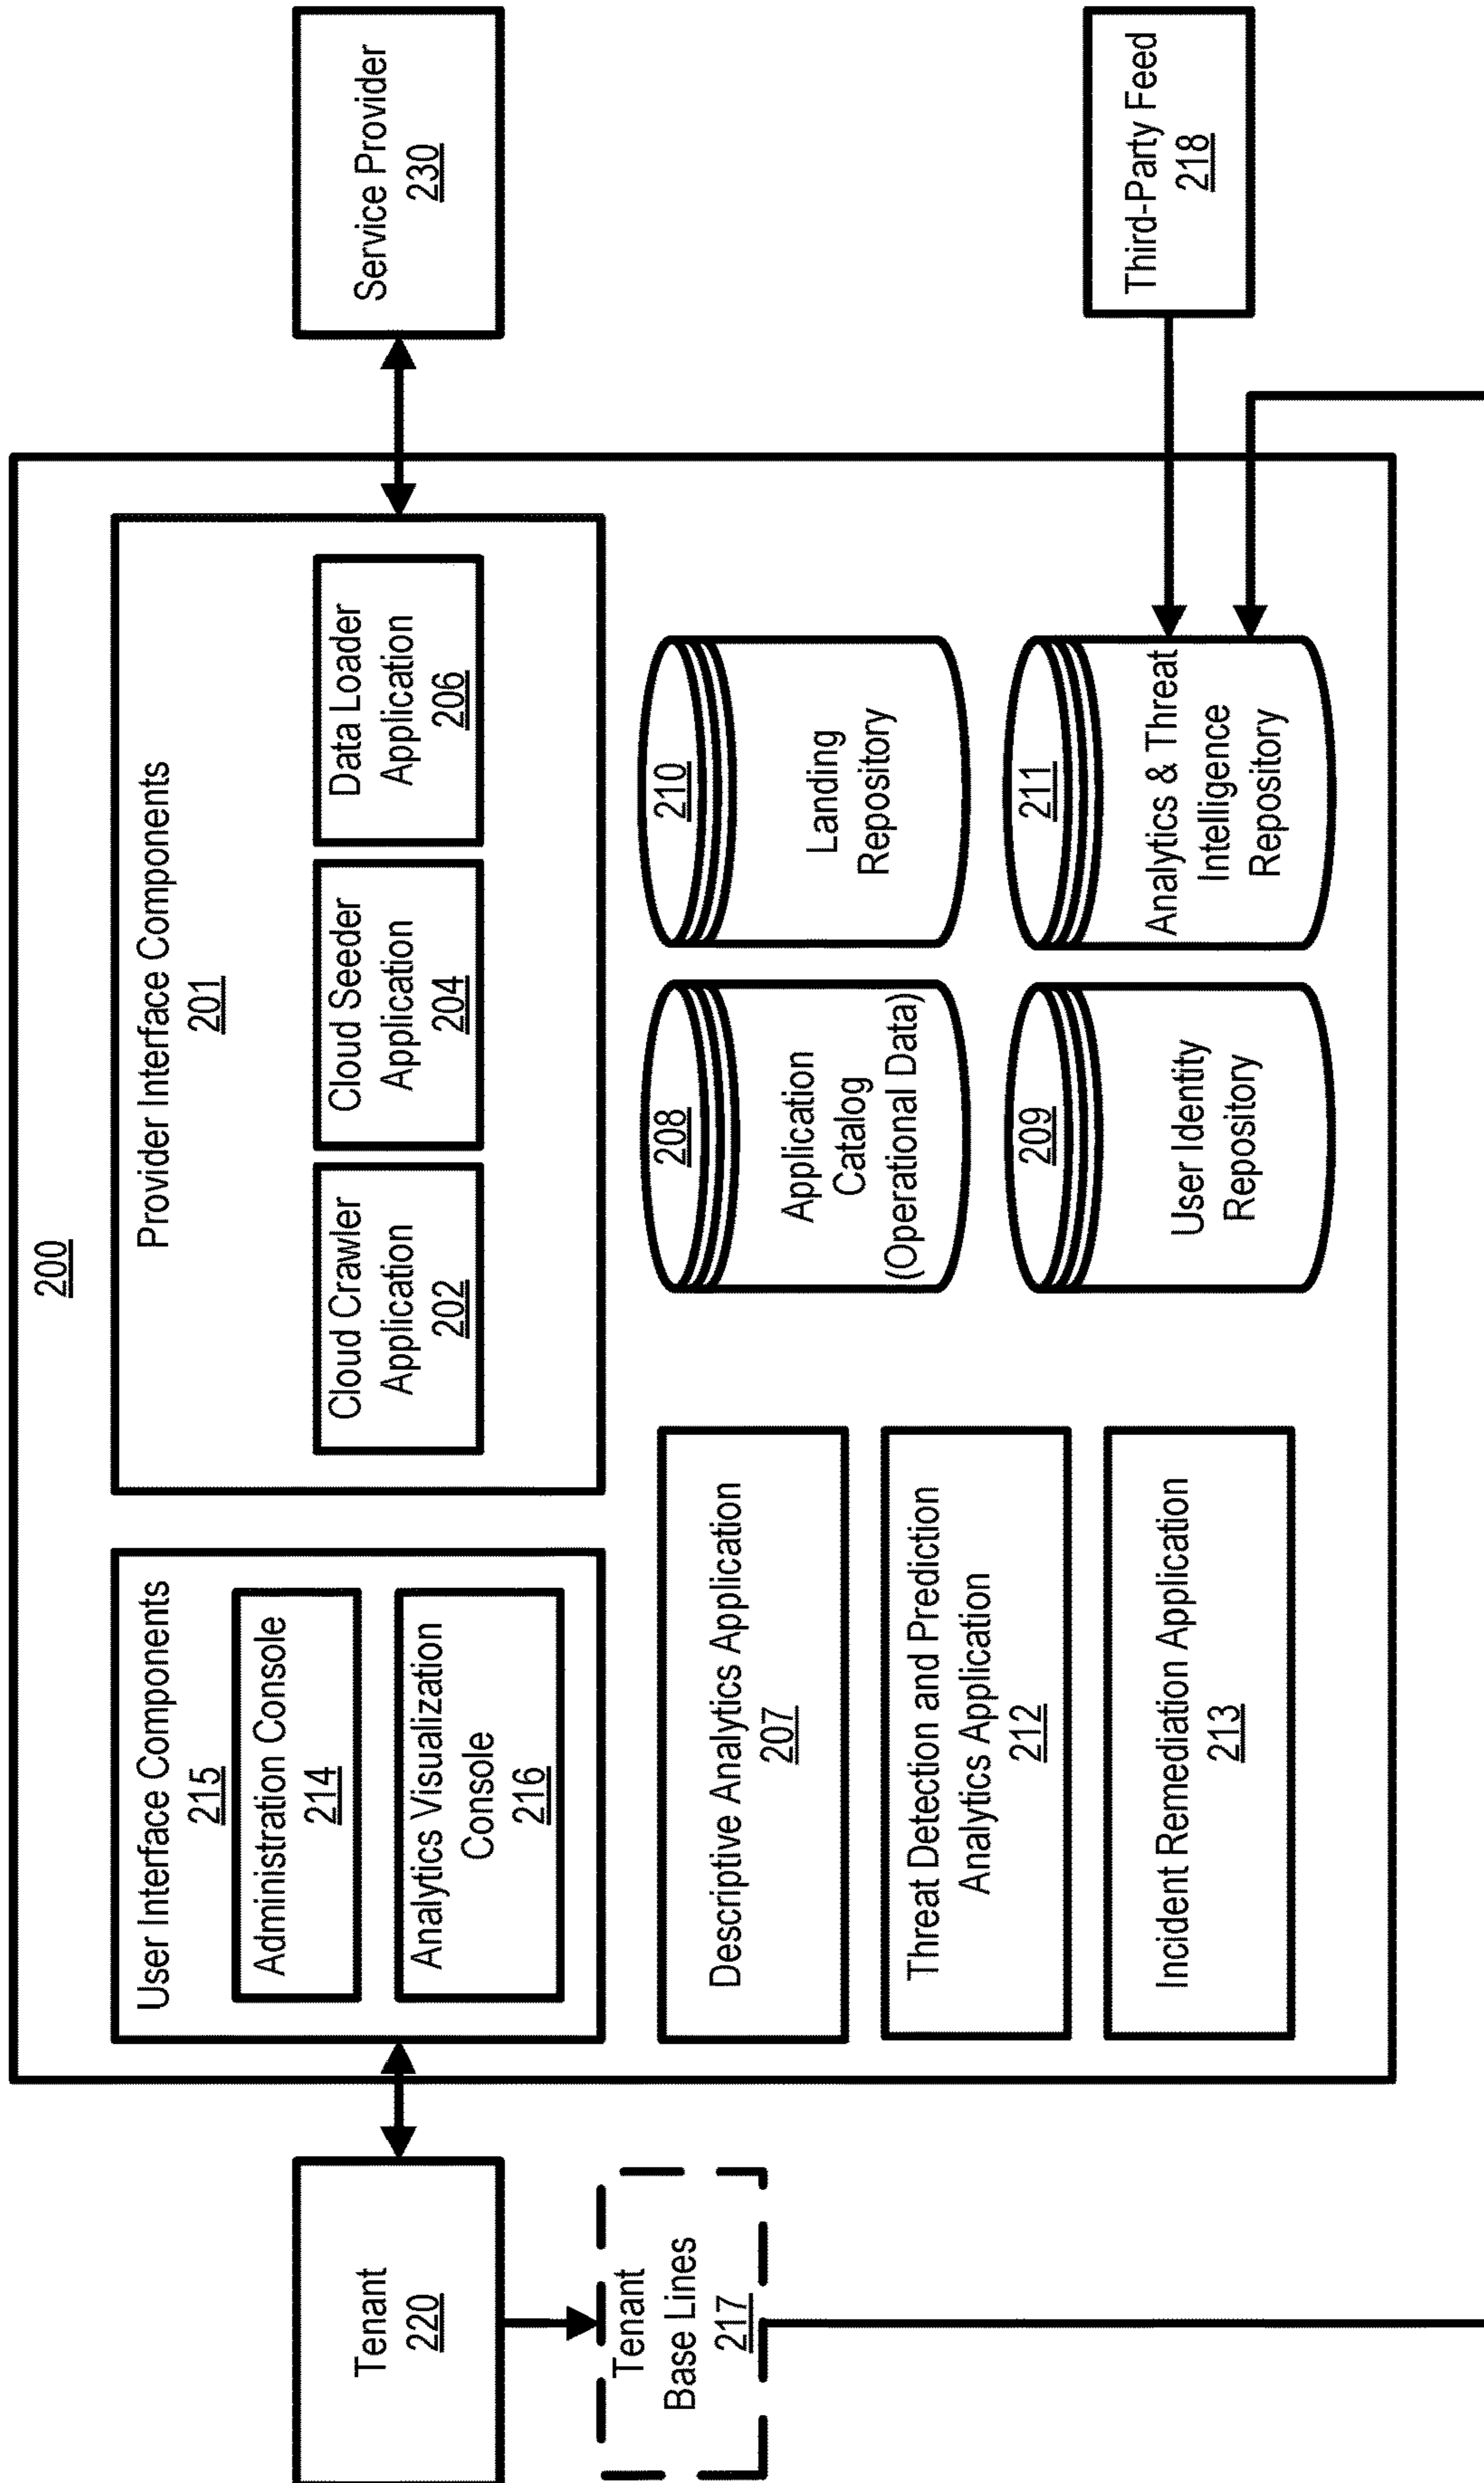 200
Tenant
220
User Interface Components
215
Administration Console
214
Analytics Visualization
Console
216
Provider Interface Components
201
Cloud Crawler
Application
202
Cloud Seeder
Application
204
Data Loader
Application
206
Service Provider
230
Tenant
Base Lines
217
Descriptive Analytics Application
207
Threat Detection and Prediction
Analytics Application
212
Incident Remediation Application
213
208
Application
Catalog
(Operational Data)
210
Landing
Repository
209
User Identity
Repository
211
Analytics & Threat
Intelligence
Repository
Third-Party Feed
218